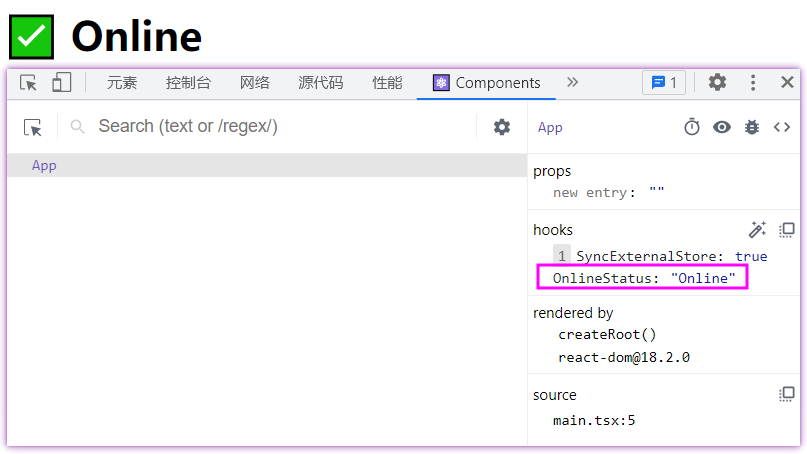 ✅ Online
元素 控制台 网络 源代码 性能 Components 1
Search (text or /regex/)
App
App
props
new entry: ""
hooks
1 SyncExternalStore: true
OnlineStatus: "Online"
rendered by
createRoot()
react-dom@18.2.0
source
main.tsx:5